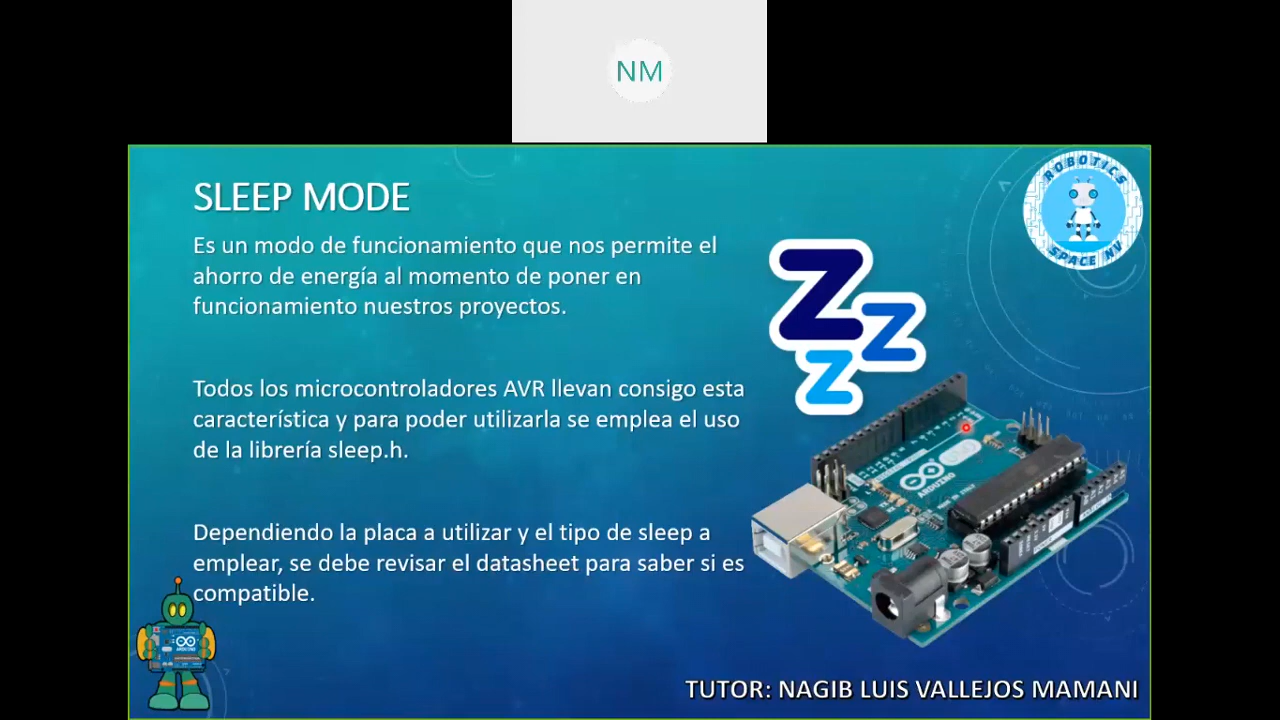 NM
SLEEP MODE
Es un modo de funcionamiento que nos permite el
ahorro de energía al momento de poner en
funcionamiento nuestros proyectos.
Todos los microcontroladores AVR llevan consigo esta
característica y para poder utilizarla se emplea el uso
de la librería sleep.h.
Dependiendo la placa a utilizar y el tipo de sleep a
emplear, se debe revisar el datasheet para saber si es
compatible.
ROBOTICS
SPACE NV
Z
Z
Z
ARDUINO
TUTOR: NAGIB LUIS VALLEJOS MAMANI